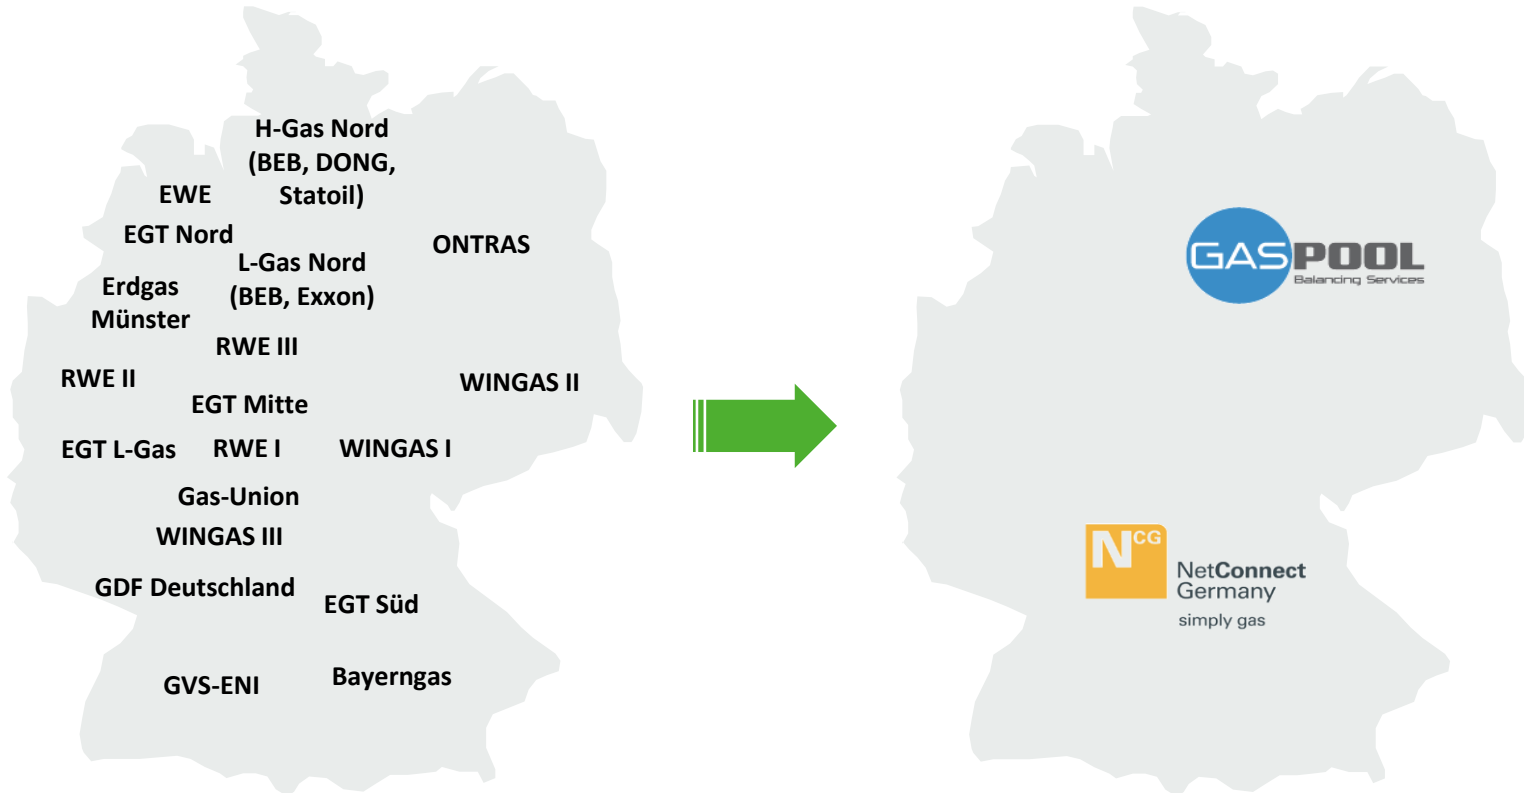 H-Gas Nord
(BEB, DONG,
Statoil)
EWE
EGT Nord
ONTRAS
L-Gas Nord
(BEB, Exxon)
Erdgas
Münster
RWE III
RWE II
WINGAS II
EGT Mitte
EGT L-Gas
RWE I
WINGAS I
Gas-Union
WINGAS III
GDF Deutschland
EGT Süd
Bayerngas
GVS-ENI
GASPOOL
Balancing Services
NCG
NetConnect
Germany
simply gas